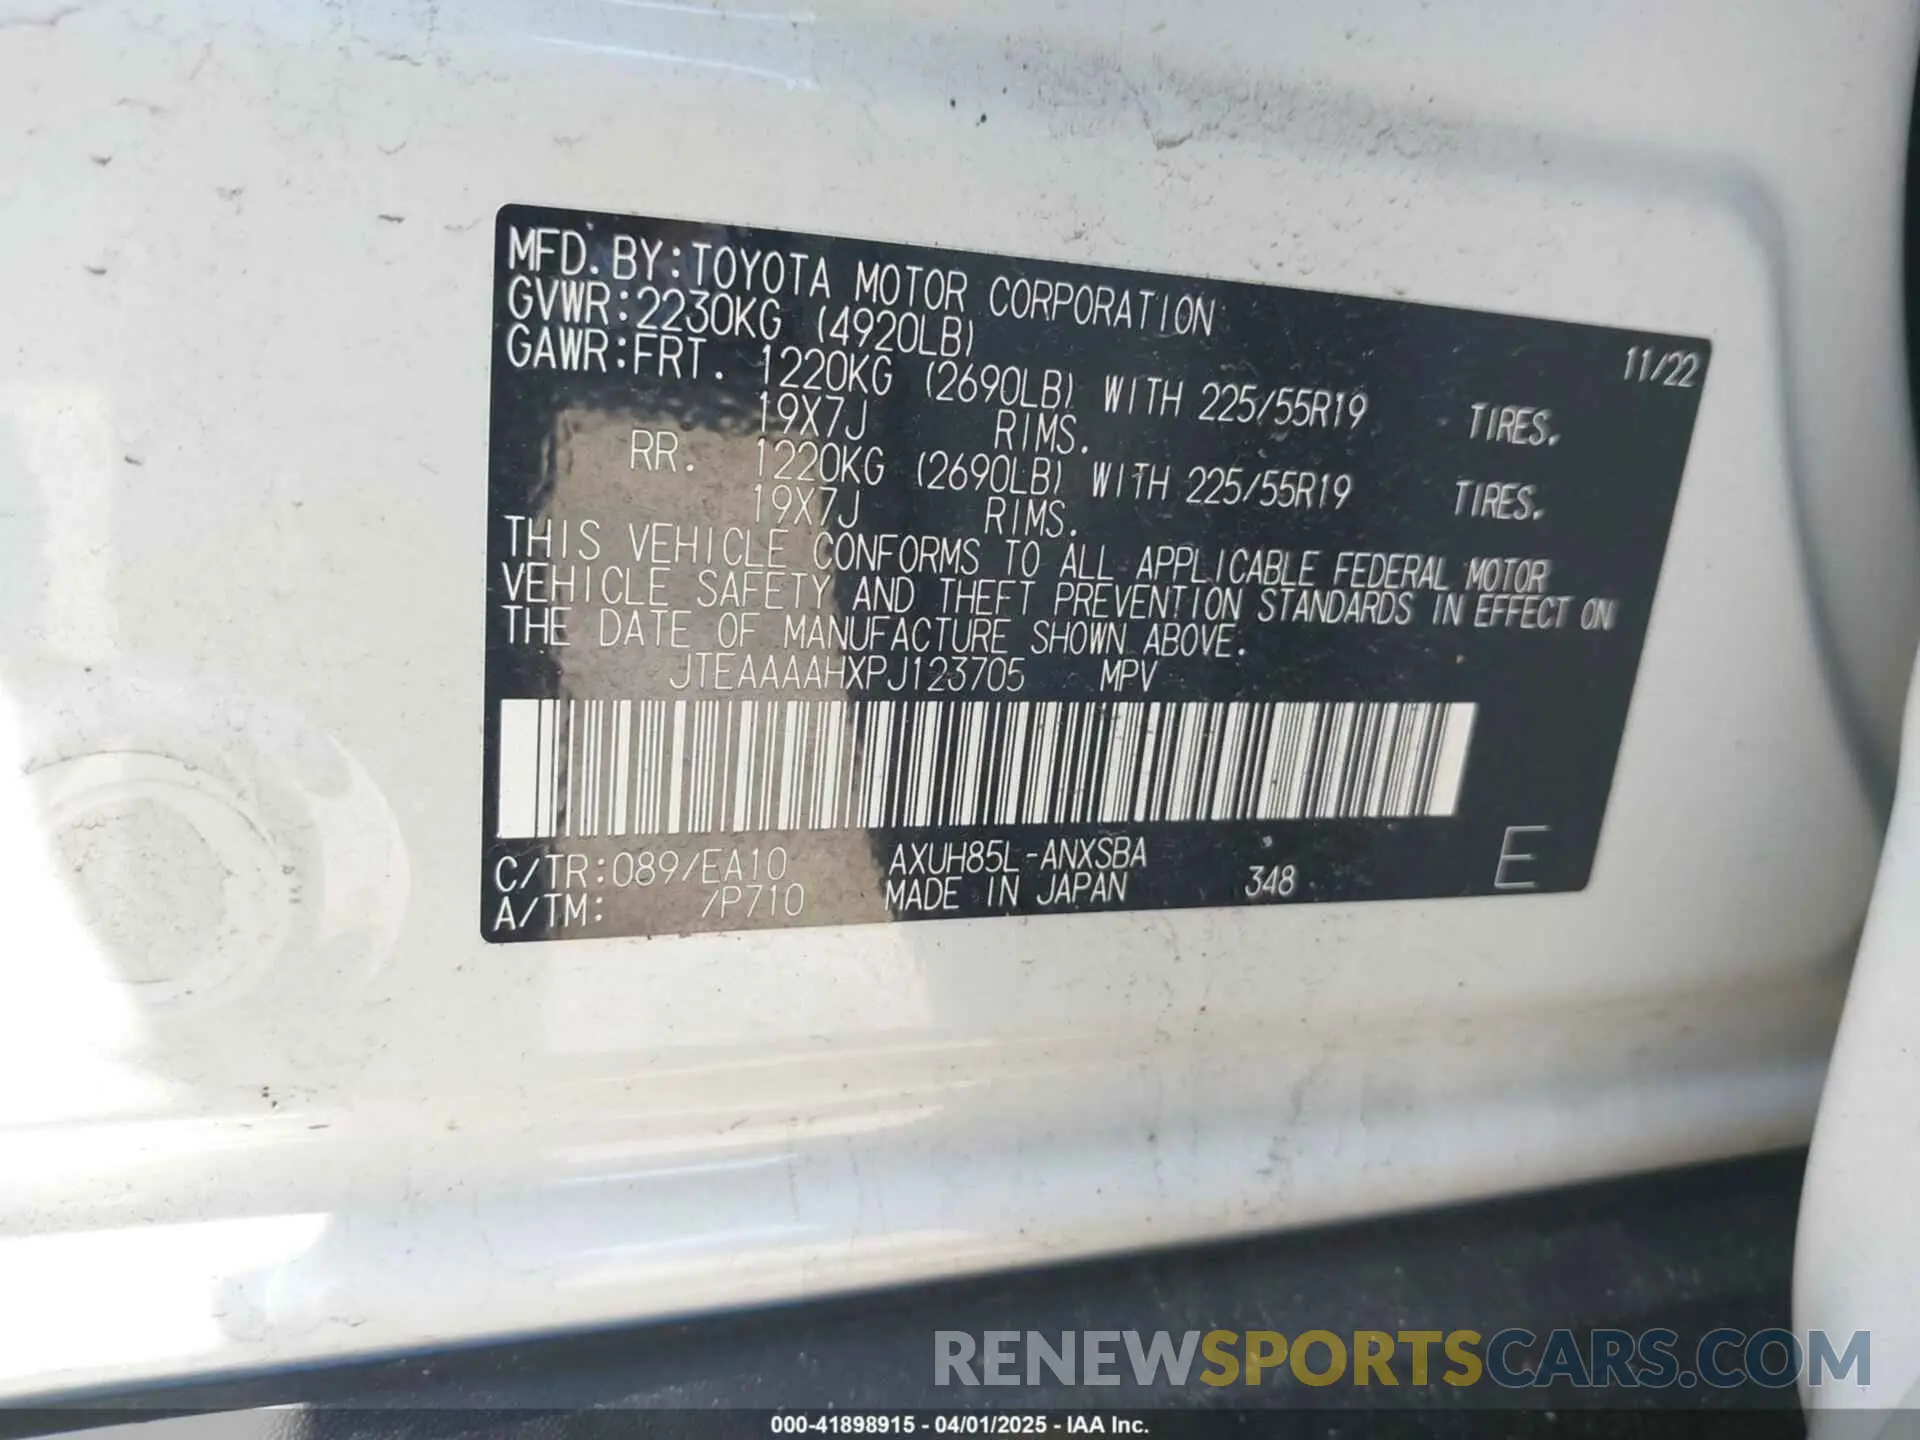 MFD. BY:TOYOTA MOTOR CORPORATION 11/22
GVWR:2230KG (4920LB)
GAWR:FRT. 1220KG (2690LB) WITH 225/55R19 TIRES.
19X7J RIMS.
RR. 1220KG (2690LB) WITH 225/55R19 TIRES.
19X7J RIMS.
THIS VEHICLE CONFORMS TO ALL APPLICABLE FEDERAL MOTOR
VEHICLE SAFETY AND THEFT PREVENTION STANDARDS IN EFFECT ON
THE DATE OF MANUFACTURE SHOWN ABOVE.
JTEAAAAHXPJ123705 MPV
C/TR:089/EA10 AXUH85L-ANXSBA
A/TM: /P710 MADE IN JAPAN 348 E
RENEWSPORTSCARS.COM
000-41898915 - 04/01/2025 - IAA Inc.